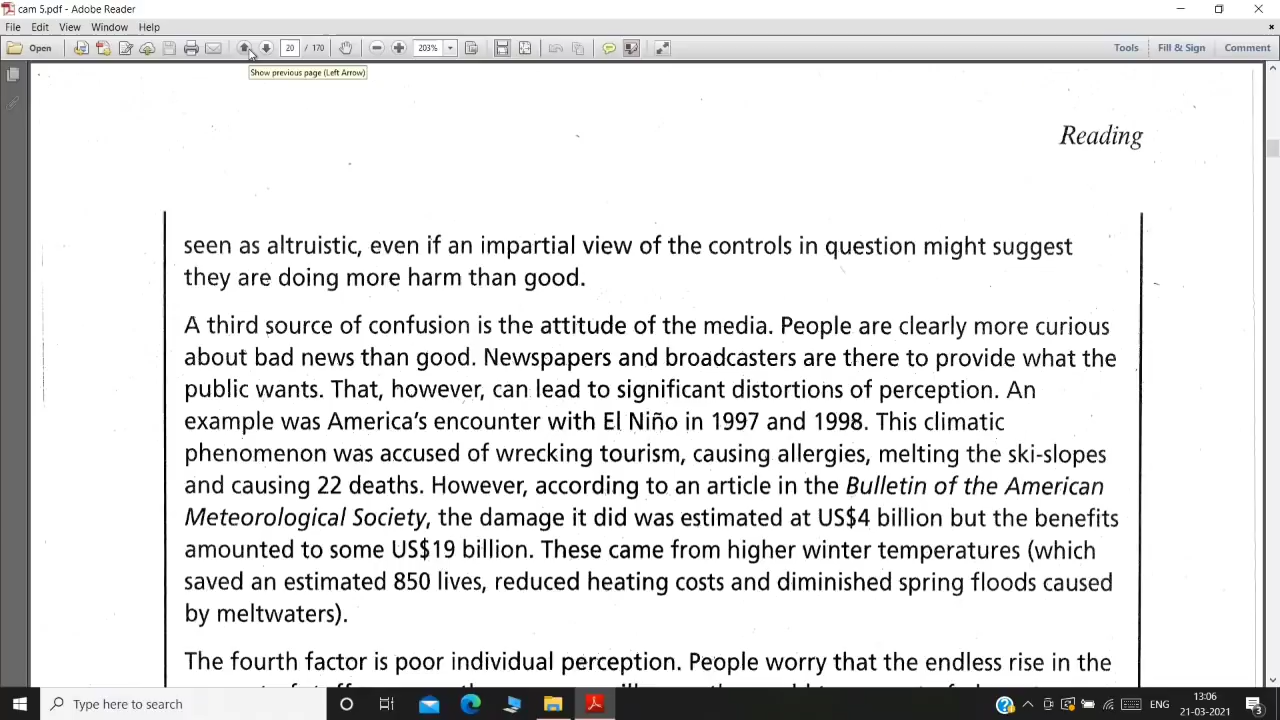 cam 5.pdf - Adobe Reader
File Edit View Window Help
Open 20 / 170 203% Tools Fill & Sign Comment
Show previous page (Left Arrow)
Reading
seen as altruistic, even if an impartial view of the controls in question might suggest
they are doing more harm than good.
A third source of confusion is the attitude of the media. People are clearly more curious
about bad news than good. Newspapers and broadcasters are there to provide what the
public wants. That, however, can lead to significant distortions of perception. An
example was America's encounter with El Niño in 1997 and 1998. This climatic
phenomenon was accused of wrecking tourism, causing allergies, melting the ski-slopes
and causing 22 deaths. However, according to an article in the Bulletin of the American
Meteorological Society, the damage it did was estimated at US$4 billion but the benefits
amounted to some US$19 billion. These came from higher winter temperatures (which
saved an estimated 850 lives, reduced heating costs and diminished spring floods caused
by meltwaters).
The fourth factor is poor individual perception. People worry that the endless rise in the
Type here to search
ENG
13:06
21-03-2021
3